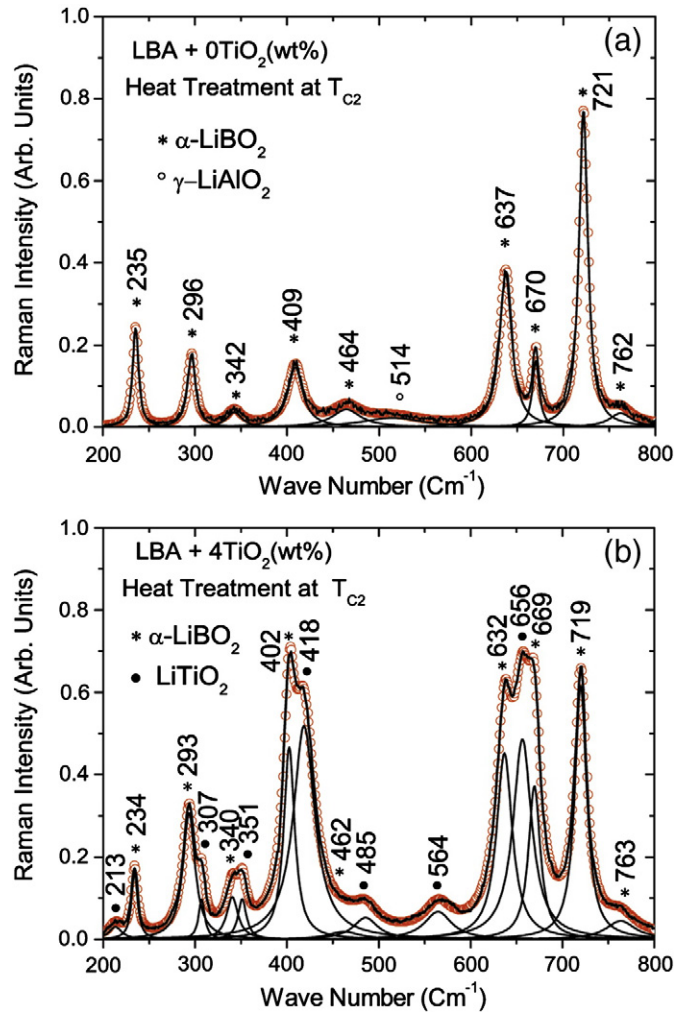 (a)
LBA + 0TiO₂(wt%)
Heat Treatment at T_C2
* α-LiBO₂
○ γ–LiAlO₂
* 235
* 296
* 342
* 409
* 464
○ 514
* 637
* 670
* 721
* 762
Raman Intensity (Arb. Units)
1.0
0.8
0.6
0.4
0.2
0.0
200 300 400 500 600 700 800
Wave Number (Cm⁻¹)
(b)
LBA + 4TiO₂(wt%)
Heat Treatment at T_C2
* α-LiBO₂
● LiTiO₂
● 213
* 234
* 293
● 307
* 340
● 351
402 *
● 418
* 462
● 485
● 564
* 632
● 656
* 669
* 719
* 763
Raman Intensity (Arb. Units)
1.0
0.8
0.6
0.4
0.2
0.0
200 300 400 500 600 700 800
Wave Number (Cm⁻¹)